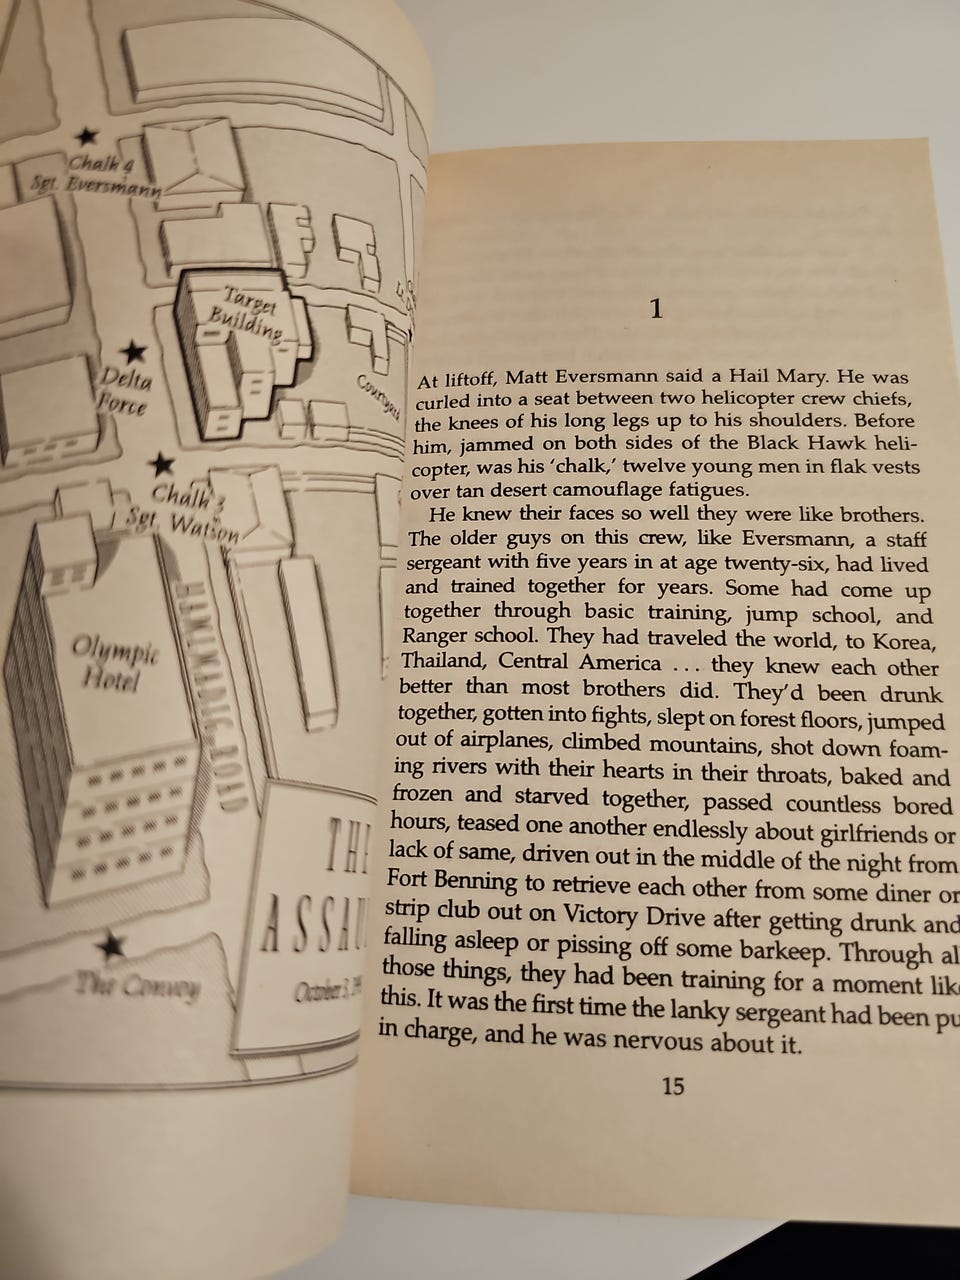 Chalk 4
Sgt. Eversmann
Target
Building
Delta
Force
Courtyard
Chalk 3
Sgt. Watson
HAWLWADIG ROAD
Olympic
Hotel
The Convoy
TH
ASSAU
October 3, 19
1
At liftoff, Matt Eversmann said a Hail Mary. He was
curled into a seat between two helicopter crew chiefs,
the knees of his long legs up to his shoulders. Before
him, jammed on both sides of the Black Hawk heli-
copter, was his ‘chalk,’ twelve young men in flak vests
over tan desert camouflage fatigues.
He knew their faces so well they were like brothers.
The older guys on this crew, like Eversmann, a staff
sergeant with five years in at age twenty-six, had lived
and trained together for years. Some had come up
together through basic training, jump school, and
Ranger school. They had traveled the world, to Korea,
Thailand, Central America ... they knew each other
better than most brothers did. They’d been drunk
together, gotten into fights, slept on forest floors, jumped
out of airplanes, climbed mountains, shot down foam-
ing rivers with their hearts in their throats, baked and
frozen and starved together, passed countless bored
hours, teased one another endlessly about girlfriends or
lack of same, driven out in the middle of the night from
Fort Benning to retrieve each other from some diner or
strip club out on Victory Drive after getting drunk and
falling asleep or pissing off some barkeep. Through al
those things, they had been training for a moment lik
this. It was the first time the lanky sergeant had been pu
in charge, and he was nervous about it.
15